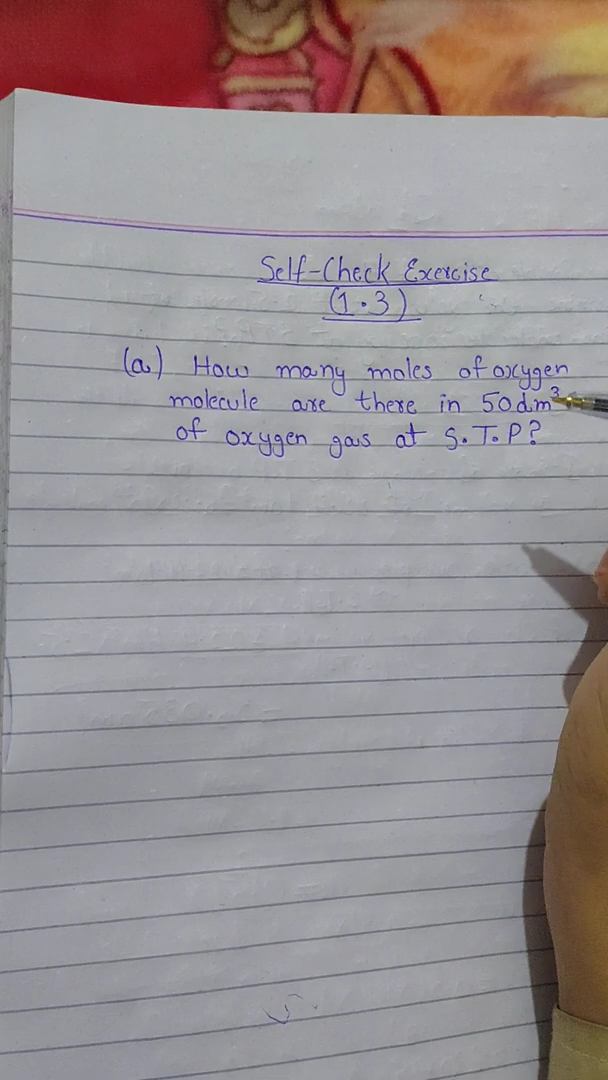 Self-Check Exercise
(1.3)
(a) How many moles of oxygen
molecule are there in 50dm³
of oxygen gas at S.T.P?